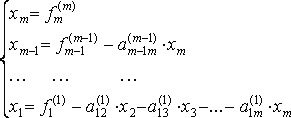 x_m = f_m^(m)
x_{m-1} = f_{m-1}^(m-1) − a_{m-1m}^(m-1) · x_m
... ... ...
x_1 = f_1^(1) − a_{12}^(1) · x_2 − a_{13}^(1) · x_3 − ... − a_{1m}^(1) · x_m